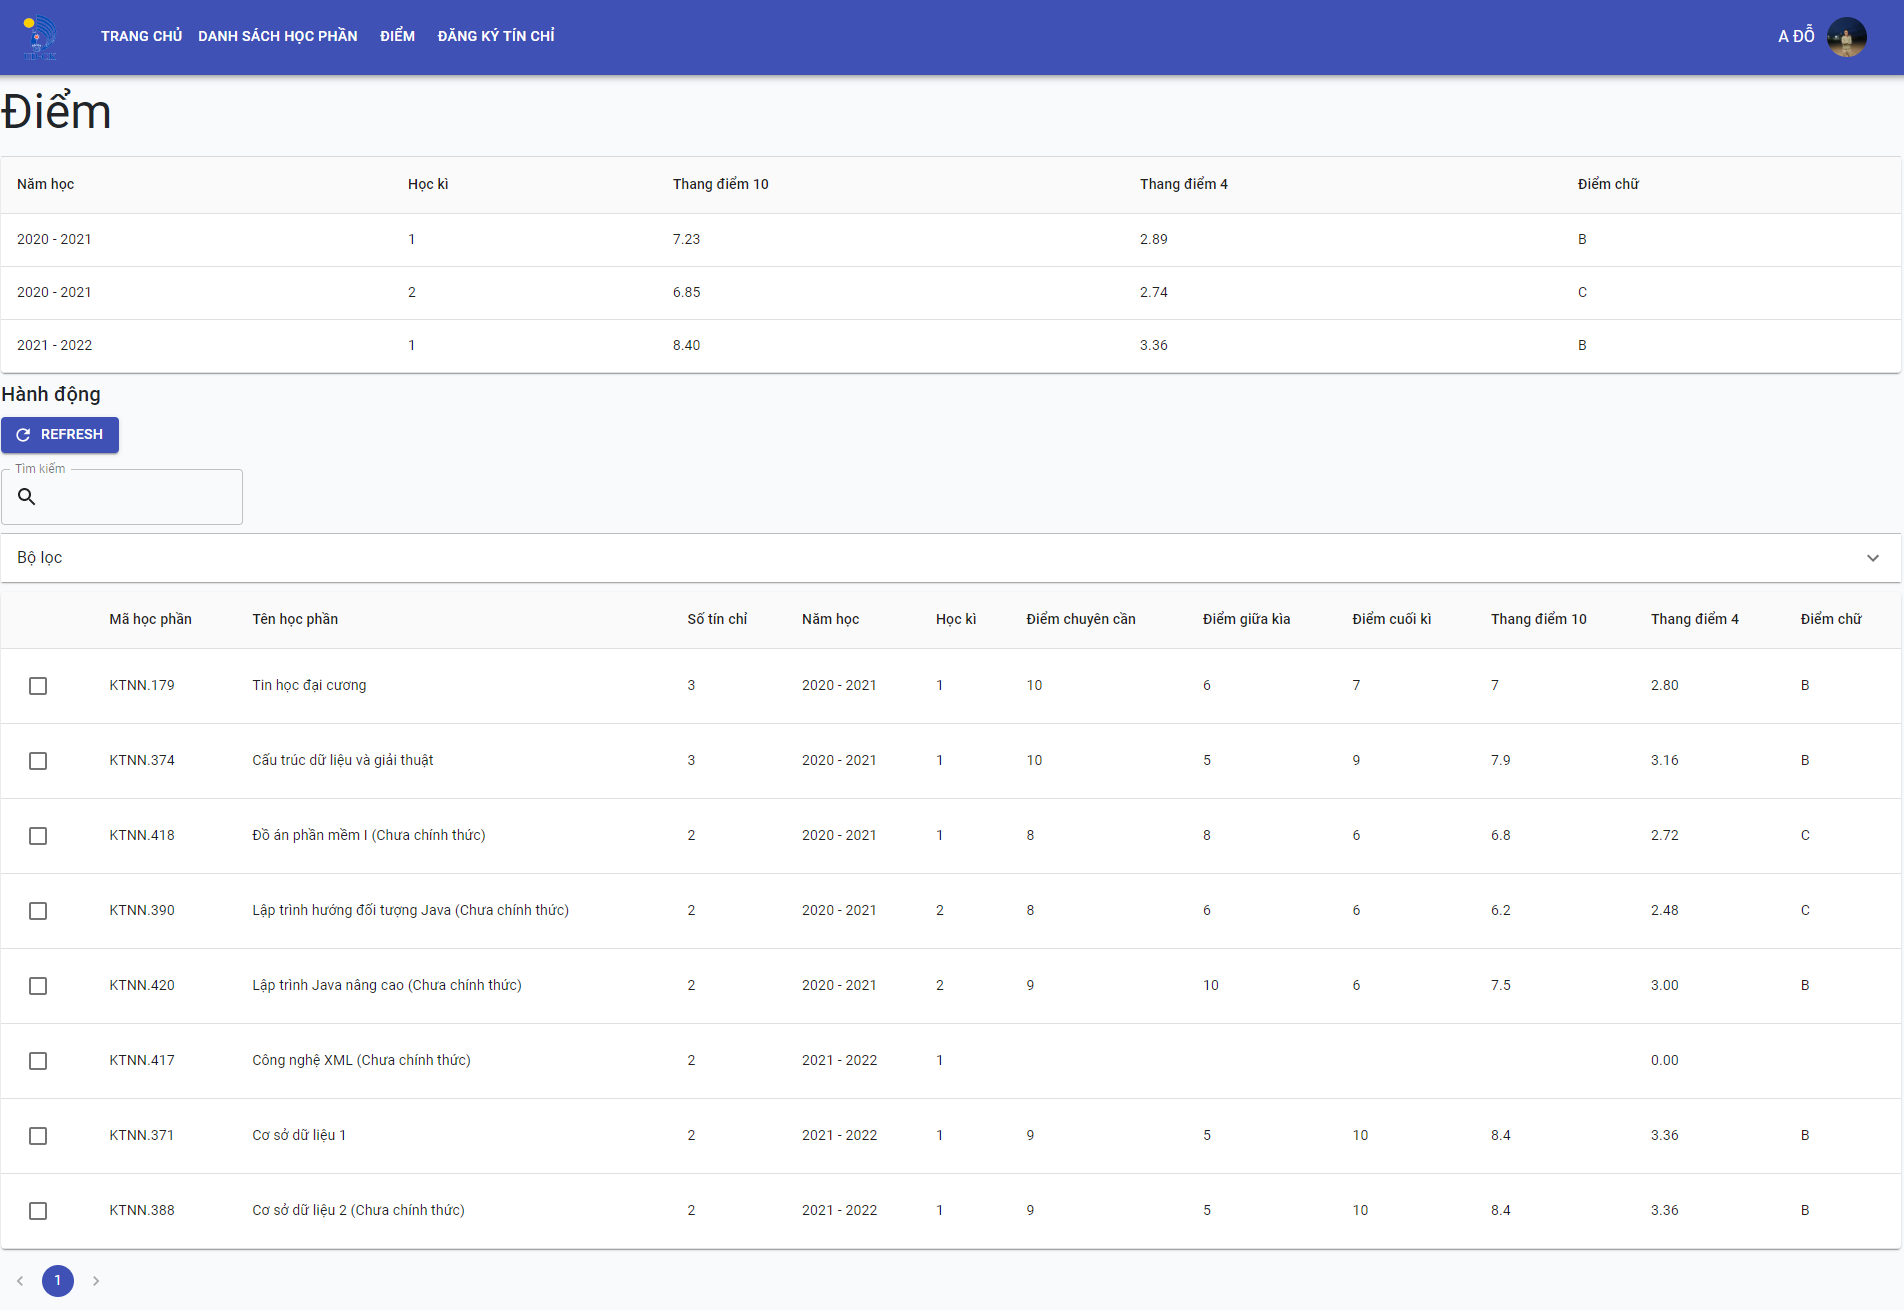 TRANG CHỦ DANH SÁCH HỌC PHẦN ĐIỂM ĐĂNG KÝ TÍN CHỈ A ĐỖ
Điểm
Năm học Học kì Thang điểm 10 Thang điểm 4 Điểm chữ
2020 - 2021 1 7.23 2.89 B
2020 - 2021 2 6.85 2.74 C
2021 - 2022 1 8.40 3.36 B
Hành động
REFRESH
Tìm kiếm
Bộ lọc
Mã học phần Tên học phần Số tín chỉ Năm học Học kì Điểm chuyên cần Điểm giữa kìa Điểm cuối kì Thang điểm 10 Thang điểm 4 Điểm chữ
KTNN.179 Tin học đại cương 3 2020 - 2021 1 10 6 7 7 2.80 B
KTNN.374 Cấu trúc dữ liệu và giải thuật 3 2020 - 2021 1 10 5 9 7.9 3.16 B
KTNN.418 Đồ án phần mềm I (Chưa chính thức) 2 2020 - 2021 1 8 8 6 6.8 2.72 C
KTNN.390 Lập trình hướng đối tượng Java (Chưa chính thức) 2 2020 - 2021 2 8 6 6 6.2 2.48 C
KTNN.420 Lập trình Java nâng cao (Chưa chính thức) 2 2020 - 2021 2 9 10 6 7.5 3.00 B
KTNN.417 Công nghệ XML (Chưa chính thức) 2 2021 - 2022 1 0.00
KTNN.371 Cơ sở dữ liệu 1 2 2021 - 2022 1 9 5 10 8.4 3.36 B
KTNN.388 Cơ sở dữ liệu 2 (Chưa chính thức) 2 2021 - 2022 1 9 5 10 8.4 3.36 B
1